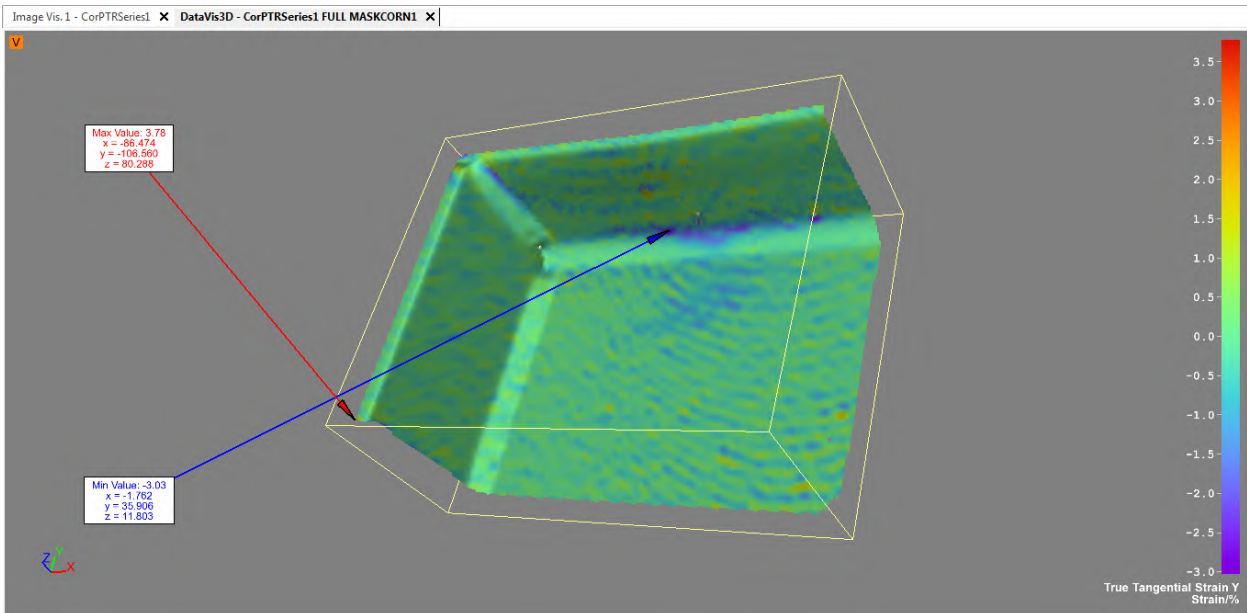 Image Vis. 1 - CorPTRSeries1 X DataVis3D - CorPTRSeries1 FULL MASKCORN1 X
V
Max Value: 3.78
x = -86.474
y = -106.560
z = 80.288
Min Value: -3.03
x = -1.762
y = 35.906
z = 11.803
Z Y X
3.5
3.0
2.5
2.0
1.5
1.0
0.5
0.0
-0.5
-1.0
-1.5
-2.0
-2.5
-3.0
True Tangential Strain Y
Strain/%